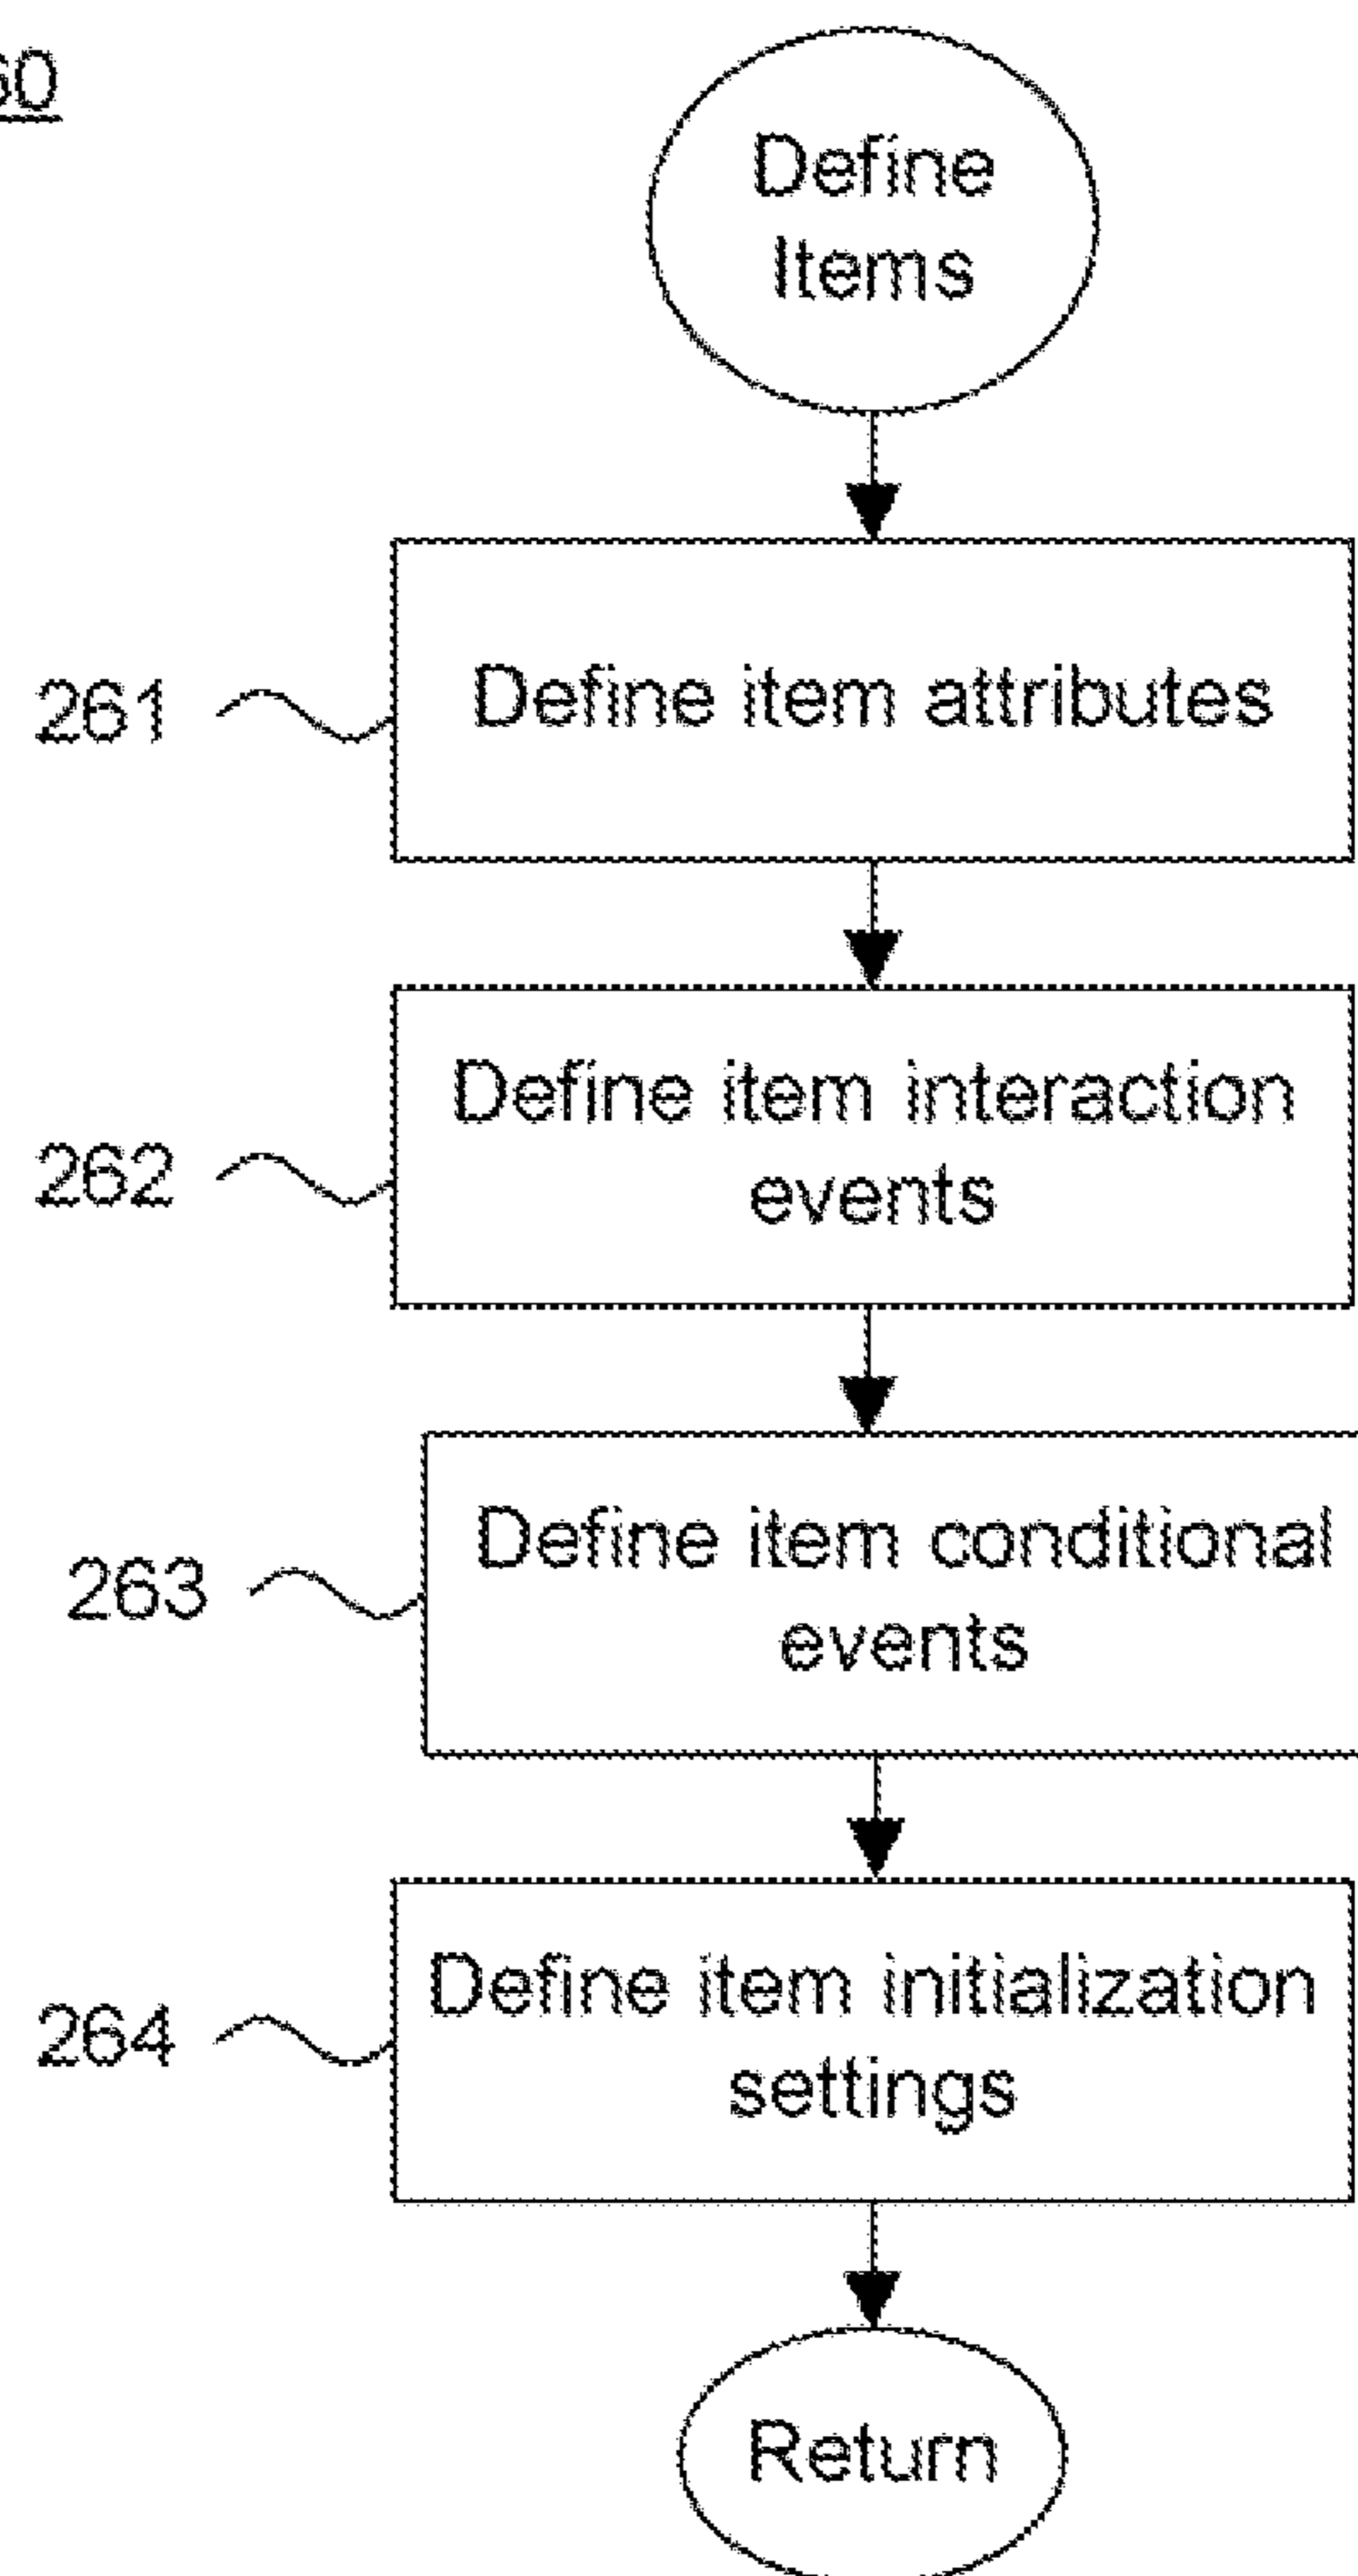 60
Define
Items
261
Define item attributes
262
Define item interaction
events
263
Define item conditional
events
264
Define item initialization
settings
Return